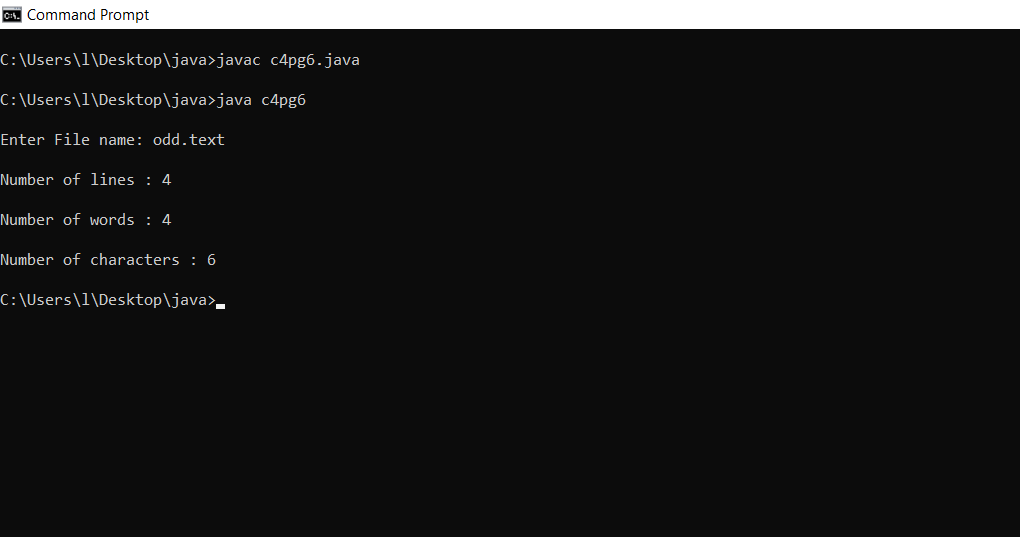 Command Prompt
C:\Users\l\Desktop\java>javac c4pg6.java
C:\Users\l\Desktop\java>java c4pg6
Enter File name: odd.text
Number of lines : 4
Number of words : 4
Number of characters : 6
C:\Users\l\Desktop\java>